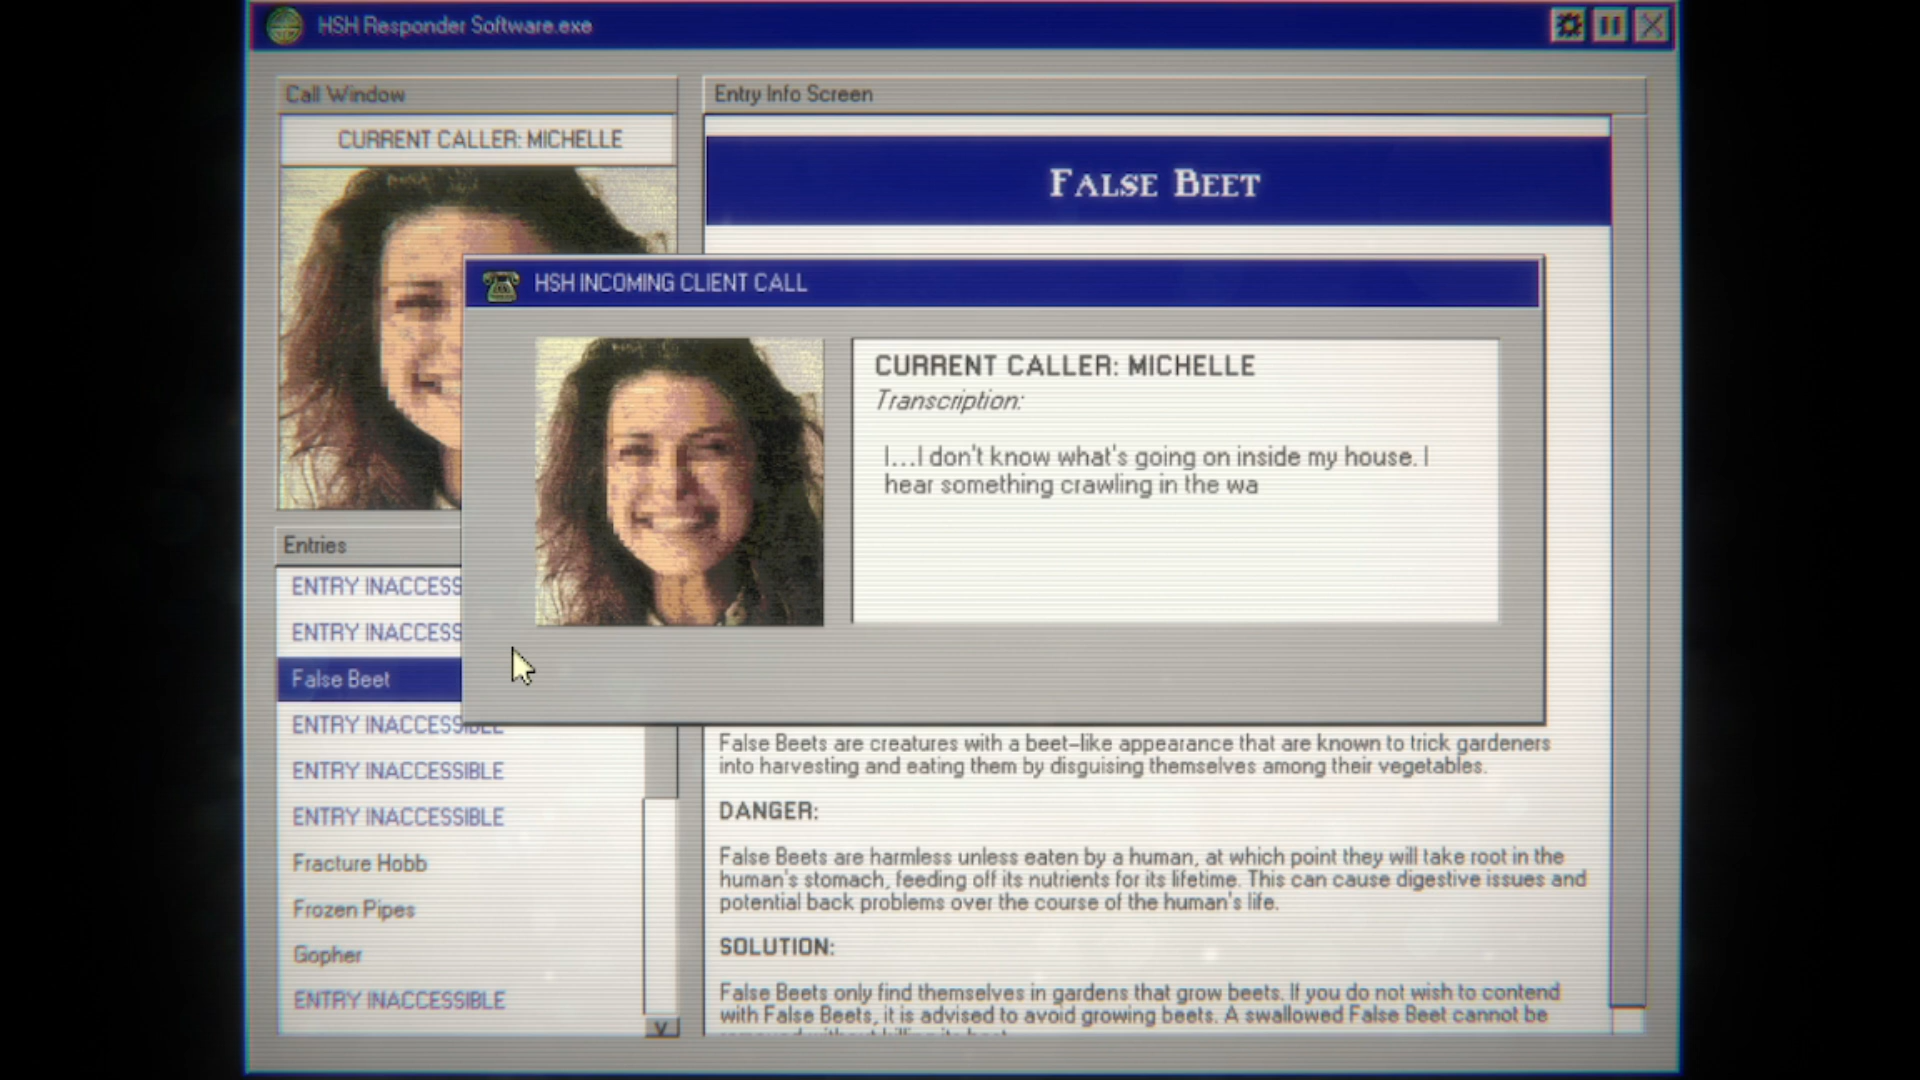 HSH Responder Software.exe
Call Window
CURRENT CALLER: MICHELLE
Entry Info Screen
FALSE BEET
HSH INCOMING CLIENT CALL
CURRENT CALLER: MICHELLE
Transcription:
I...I don't know what's going on inside my house. I
hear something crawling in the wa
Entries
ENTRY INACCESS
ENTRY INACCESS
False Beet
ENTRY INACCESSIBLE
ENTRY INACCESSIBLE
ENTRY INACCESSIBLE
Fracture Hobb
Frozen Pipes
Gopher
ENTRY INACCESSIBLE
False Beets are creatures with a beet-like appearance that are known to trick gardeners
into harvesting and eating them by disguising themselves among their vegetables.
DANGER:
False Beets are harmless unless eaten by a human, at which point they will take root in the
human's stomach, feeding off its nutrients for its lifetime. This can cause digestive issues and
potential back problems over the course of the human's life.
SOLUTION:
False Beets only find themselves in gardens that grow beets. If you do not wish to contend
with False Beets, it is advised to avoid growing beets. A swallowed False Beet cannot be